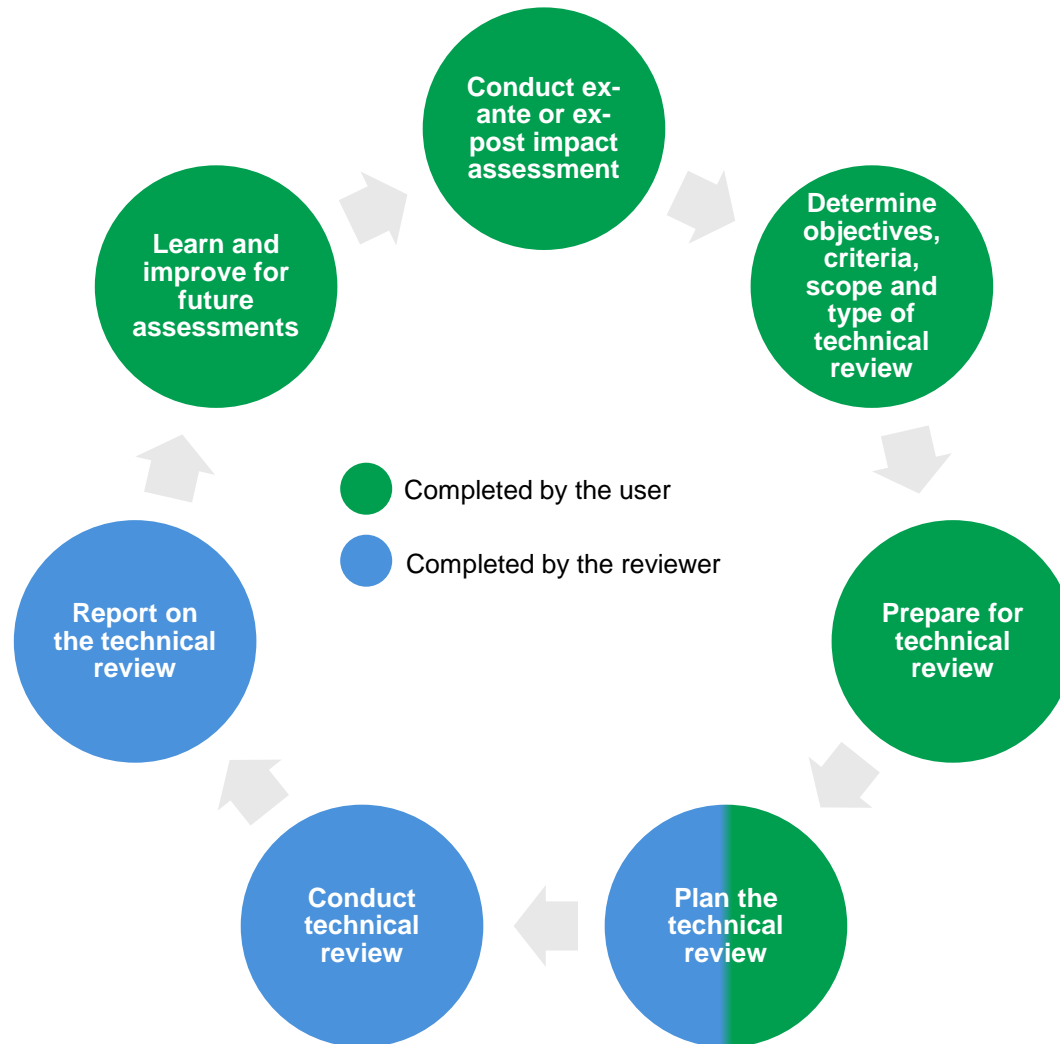 Conduct ex-
ante or ex-
post impact
assessment
Determine
objectives,
criteria,
scope and
type of
technical
review
Prepare for
technical
review
Plan the
technical
review
Conduct
technical
review
Report on
the technical
review
Learn and
improve for
future
assessments
Completed by the user
Completed by the reviewer